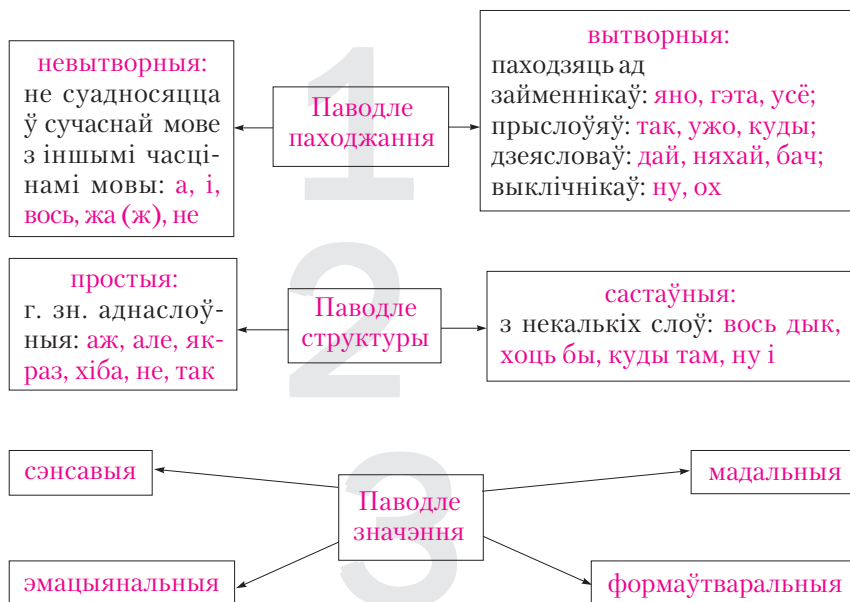 1
невытворныя:
не суадносяцца
ў сучаснай мове
з іншымі часці-
намі мовы: а, і,
вось, жа (ж), не
Паводле
паходжання
вытворныя:
паходзяць ад
займеннікаў: яно, гэта, усё;
прыслоўяў: так, ужо, куды;
дзеясловаў: дай, няхай, бач;
выклічнікаў: ну, ох
2
простыя:
г. зн. аднаслоў-
ныя: аж, але, як-
раз, хіба, не, так
Паводле
структуры
састаўныя:
з некалькіх слоў: вось дык,
хоць бы, куды там, ну і
3
сэнсавыя
Паводле
значэння
мадальныя
эмацыянальныя
формаўтваральныя